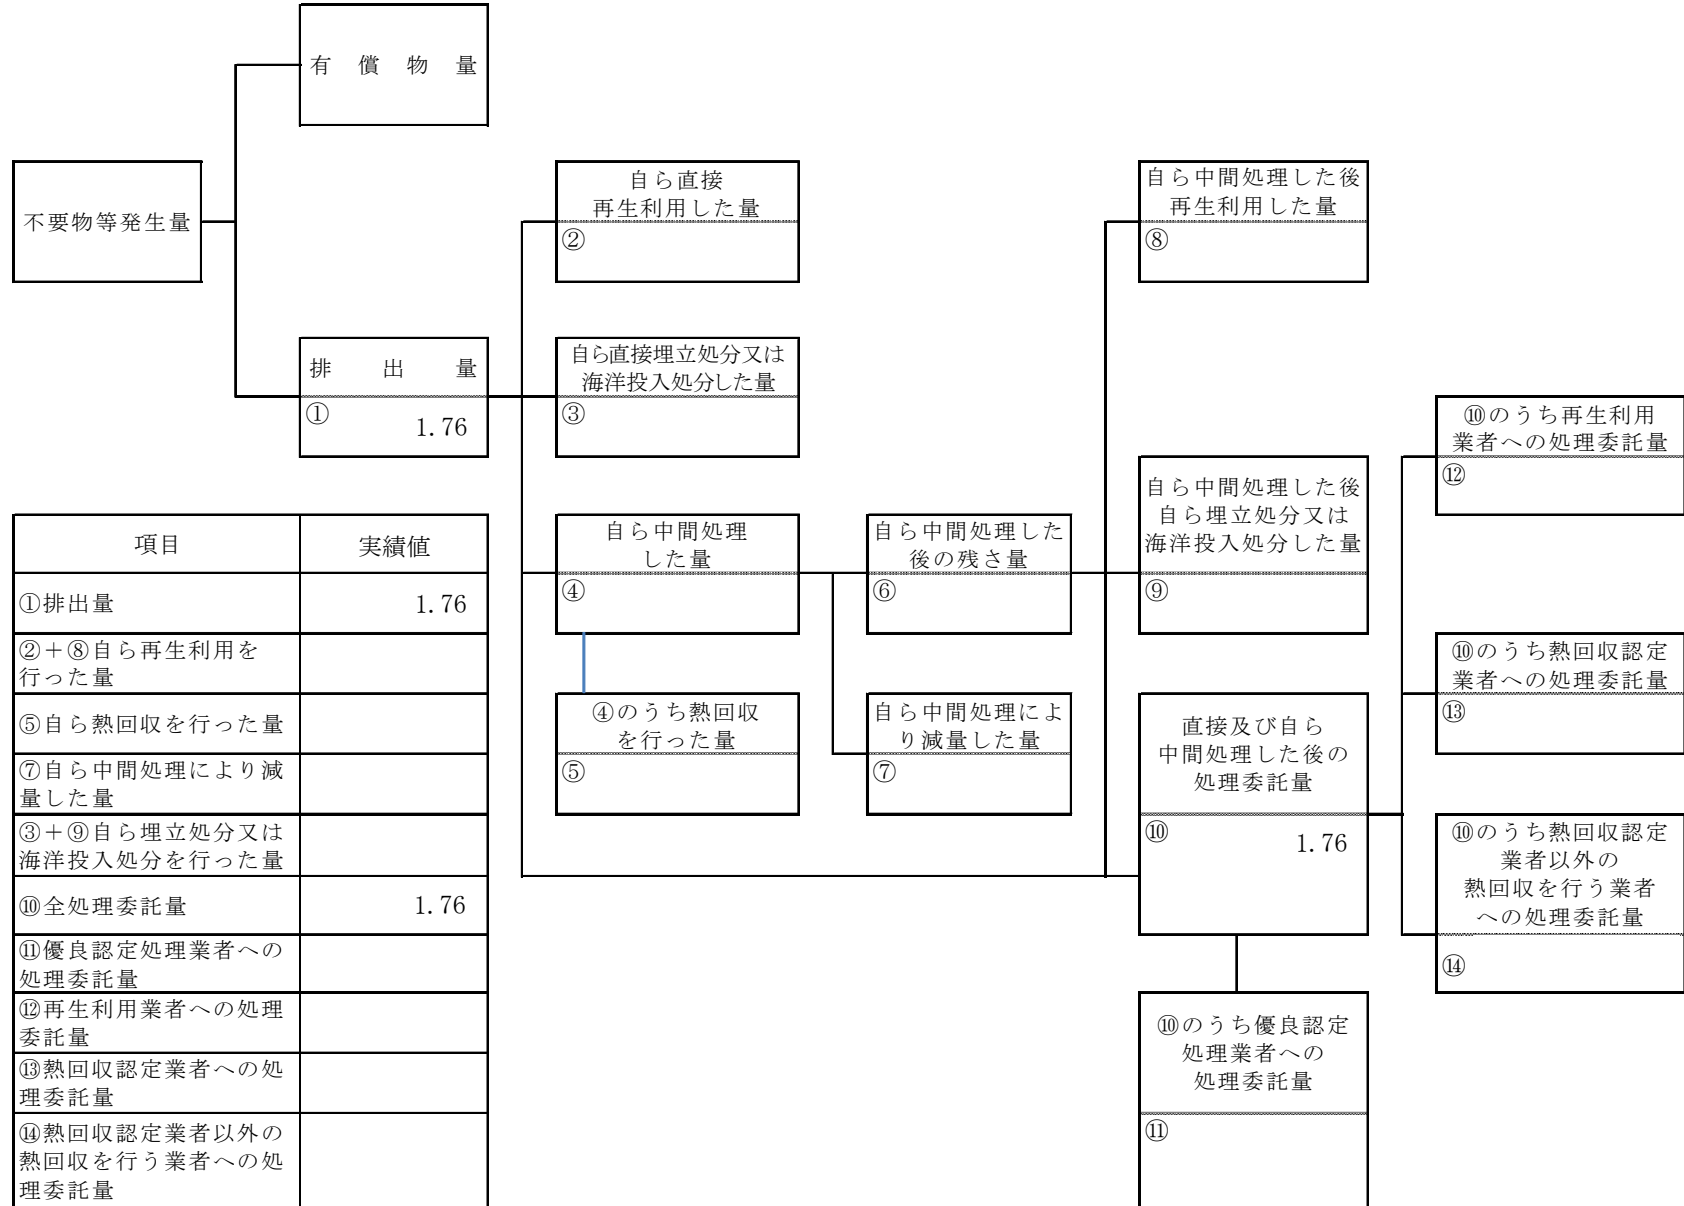 有償物量
不要物等発生量
排出量
①
1.76
自ら直接
再生利用した量
②
自ら直接埋立処分又は
海洋投入処分した量
③
自ら中間処理
した量
④
④のうち熱回収
を行った量
⑤
自ら中間処理した
後の残さ量
⑥
自ら中間処理によ
り減量した量
⑦
自ら中間処理した後
再生利用した量
⑧
自ら中間処理した後
自ら埋立処分又は
海洋投入処分した量
⑨
直接及び自ら
中間処理した後の
処理委託量
⑩
1.76
⑩のうち優良認定
処理業者への
処理委託量
⑪
⑩のうち再生利用
業者への処理委託量
⑫
⑩のうち熱回収認定
業者への処理委託量
⑬
⑩のうち熱回収認定
業者以外の
熱回収を行う業者
への処理委託量
⑭
項目 実績値
①排出量 1.76
②＋⑧自ら再生利用を
行った量
⑤自ら熱回収を行った量
⑦自ら中間処理により減
量した量
③＋⑨自ら埋立処分又は
海洋投入処分を行った量
⑩全処理委託量 1.76
⑪優良認定処理業者への
処理委託量
⑫再生利用業者への処理
委託量
⑬熱回収認定業者への処
理委託量
⑭熱回収認定業者以外の
熱回収を行う業者への処
理委託量